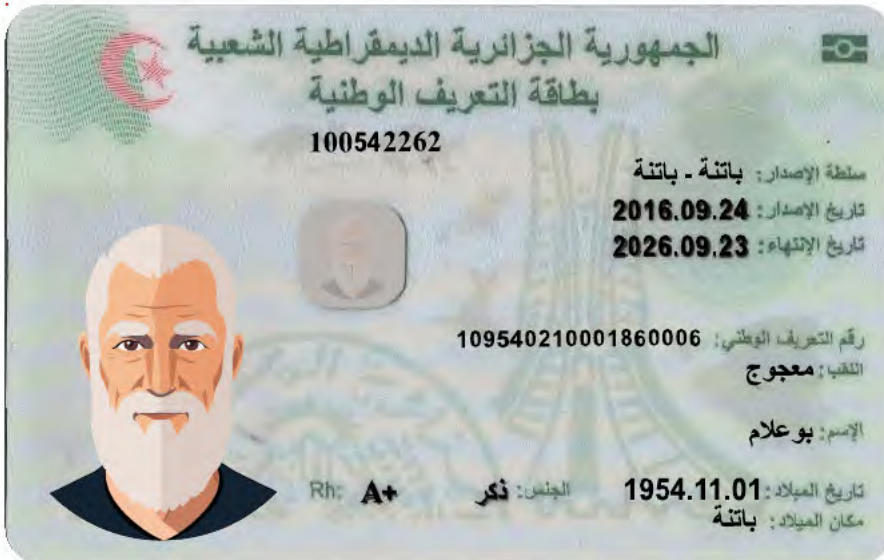 الجمهورية الجزائرية الديمقراطية الشعبية
بطاقة التعريف الوطنية
100542262
سلطة الإصدار: باتنة - باتنة
تاريخ الإصدار: 2016.09.24
تاريخ الإنتهاء: 2026.09.23
رقم التعريف الوطني: 109540210001860006
اللقب: معجوج
الإسم: بوعلام
تاريخ الميلاد: 1954.11.01 الجنس: ذكر Rh: A+
مكان الميلاد: باتنة